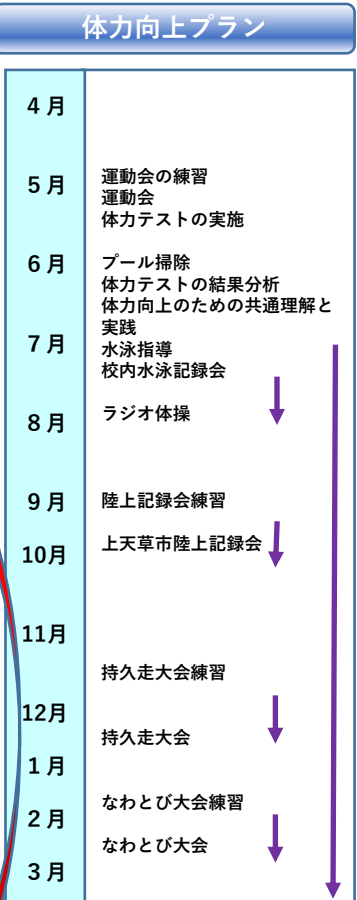 体力向上プラン
4月
5月
運動会の練習
運動会
体力テストの実施
6月
プール掃除
体力テストの結果分析
体力向上のための共通理解と
実践
7月
水泳指導
校内水泳記録会
8月
ラジオ体操
9月
陸上記録会練習
10月
上天草市陸上記録会
11月
持久走大会練習
12月
持久走大会
1月
2月
なわとび大会練習
なわとび大会
3月